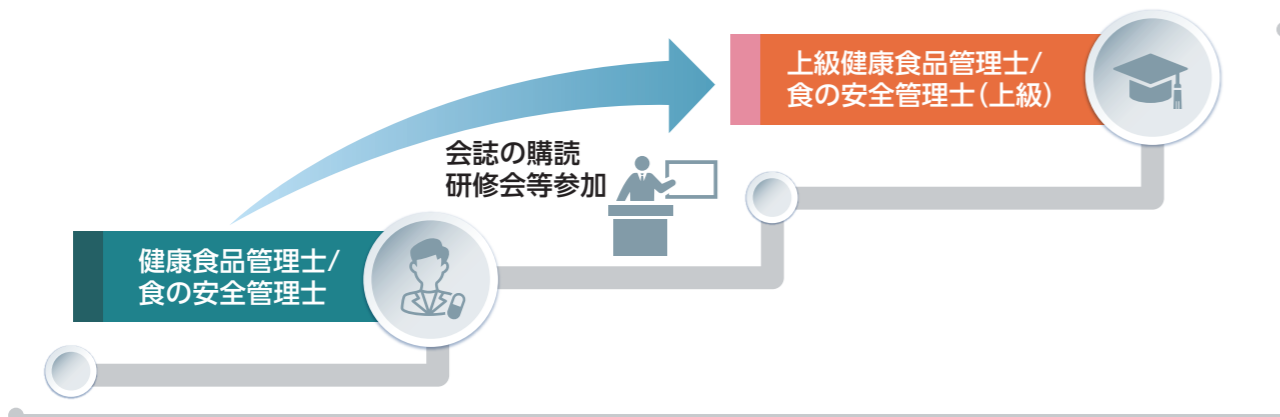 上級健康食品管理士/
食の安全管理士(上級)
会誌の購読
研修会等参加
健康食品管理士/
食の安全管理士